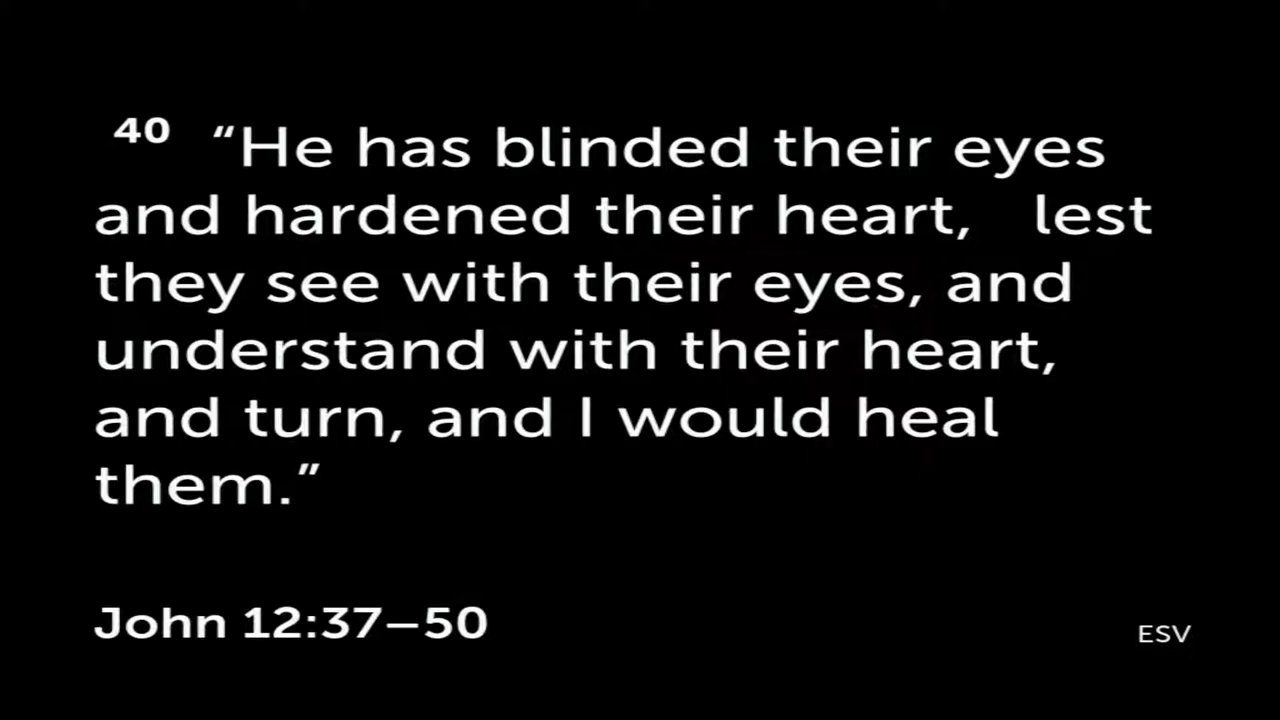 40 “He has blinded their eyes
and hardened their heart, lest
they see with their eyes, and
understand with their heart,
and turn, and I would heal
them.”
John 12:37–50
ESV